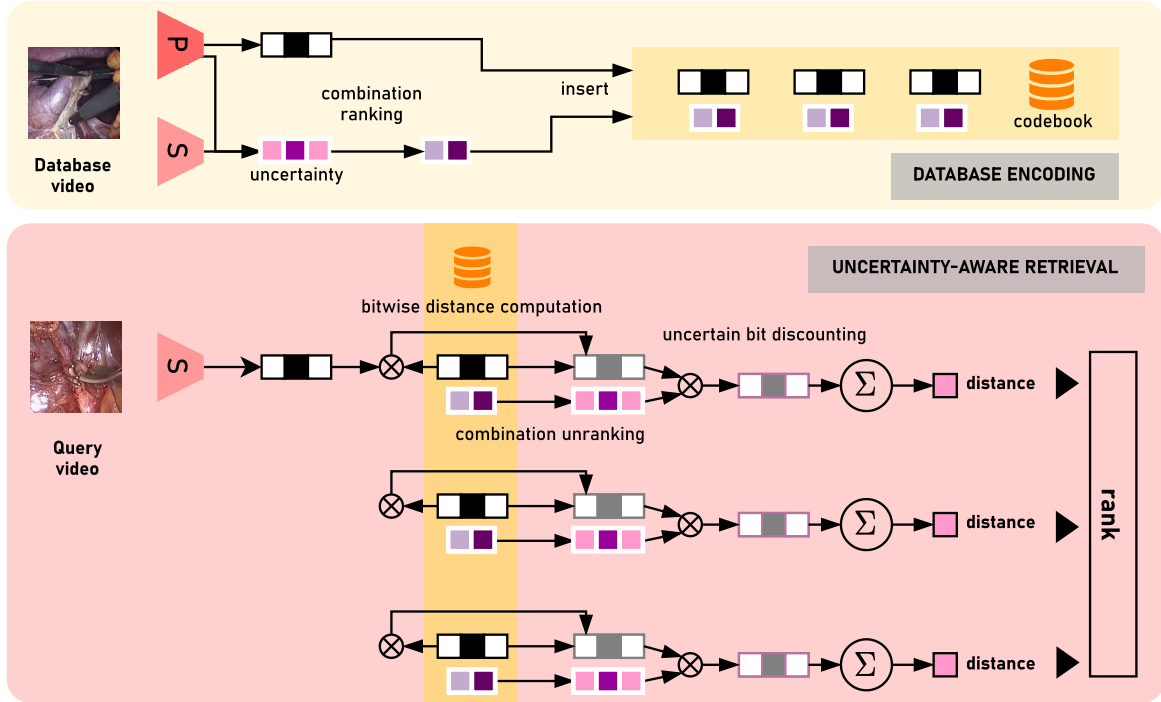 P
combination
ranking
insert
codebook
S
uncertainty
Database
video
DATABASE ENCODING
UNCERTAINTY-AWARE RETRIEVAL
bitwise distance computation
uncertain bit discounting
S
Σ
distance
combination unranking
Query
video
Σ
distance
rank
Σ
distance